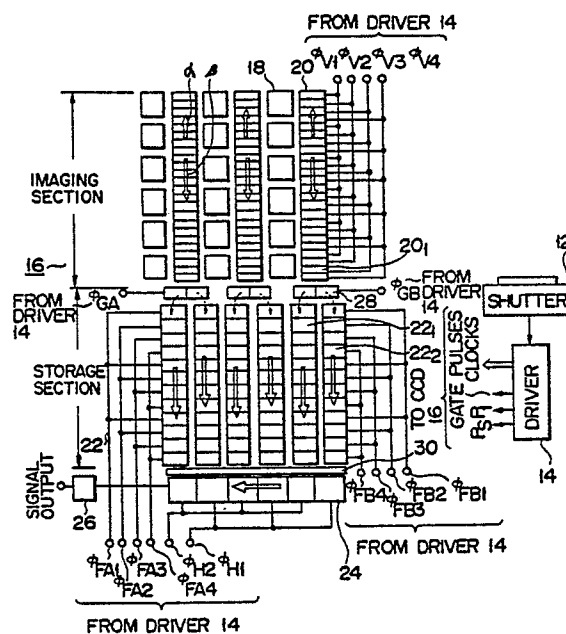 FROM DRIVER 14
ϕV1 ϕV2 ϕV3 ϕV4
18
20
α
β
IMAGING SECTION
16
20₁
ϕGA
FROM DRIVER 14
28
ϕGB FROM DRIVER 14
12
SHUTTER
22₁
22₂
STORAGE SECTION
22
TO CCD 16
GATE PULSES
CLOCKS
DRIVER
14
30
SIGNAL OUTPUT
26
24
ϕFB4
ϕFB3
ϕFB2
ϕFB1
FROM DRIVER 14
ϕFA1
ϕFA2
ϕFA3
ϕFA4
ϕH2
ϕH1
FROM DRIVER 14